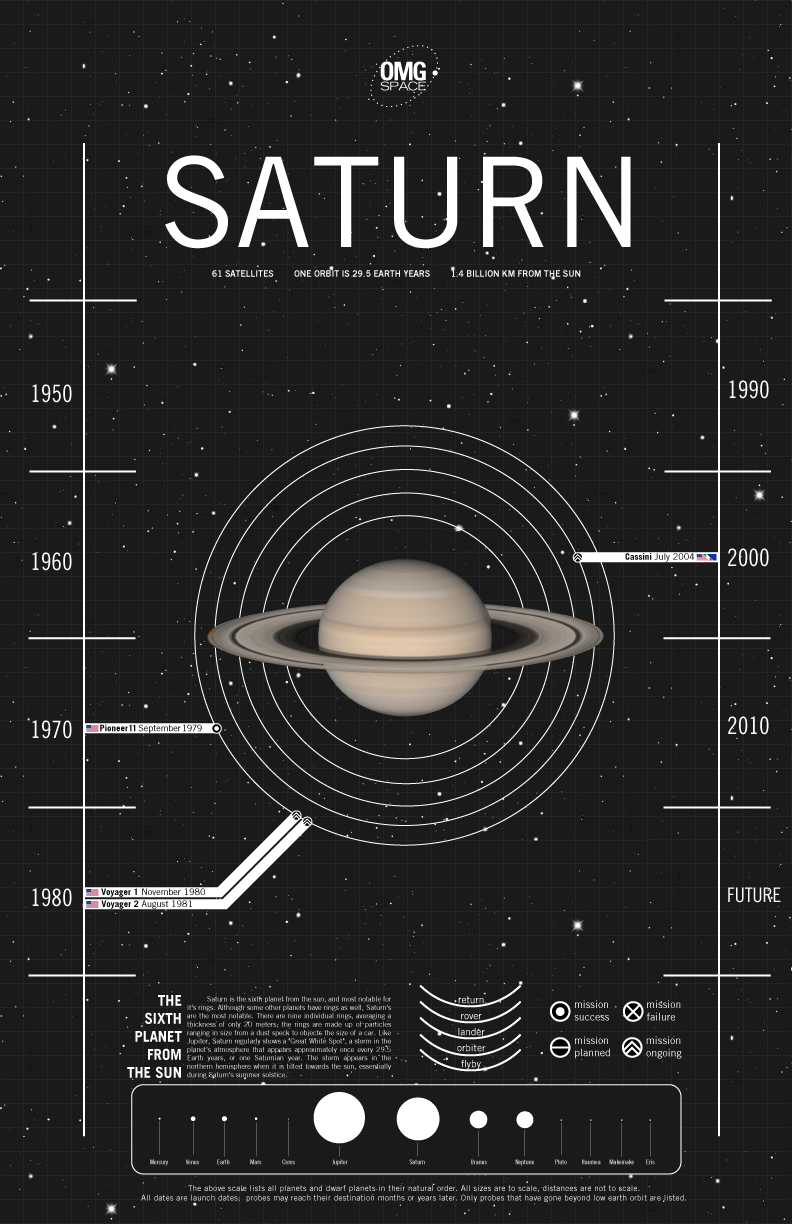 OMG
SPACE
SATURN
61 SATELLITES ONE ORBIT IS 29.5 EARTH YEARS 1.4 BILLION KM FROM THE SUN
1950
1990
1960
Cassini July 2004
2000
1970
Pioneer11 September 1979
2010
1980
Voyager 1 November 1980
Voyager 2 August 1981
FUTURE
THE
SIXTH
PLANET
FROM
THE SUN
Saturn is the sixth planet from the sun, and most notable for
it's rings. Although some other planets have rings as well, Saturn's
are the most notable. There are nine individual rings, averaging a
thickness of only 20 meters; the rings are made up of particles
ranging in size from a dust speck to objects the size of a car. Like
Jupiter, Saturn regularly shows a "Great White Spot", a storm in the
planet's atmosphere that appears approximately once every 29.5
Earth years, or one Saturnian year. The storm appears in the
northern hemisphere when it is tilted towards the sun, essentially
during Saturn's summer solstice.
return
rover
lander
orbiter
flyby
mission
success
mission
failure
mission
planned
mission
ongoing
Mercury Venus Earth Mars Ceres Jupiter Saturn Uranus Neptune Pluto Haumea Makemake Eris
The above scale lists all planets and dwarf planets in their natural order. All sizes are to scale, distances are not to scale.
All dates are launch dates; probes may reach their destination months or years later. Only probes that have gone beyond low earth orbit are listed.